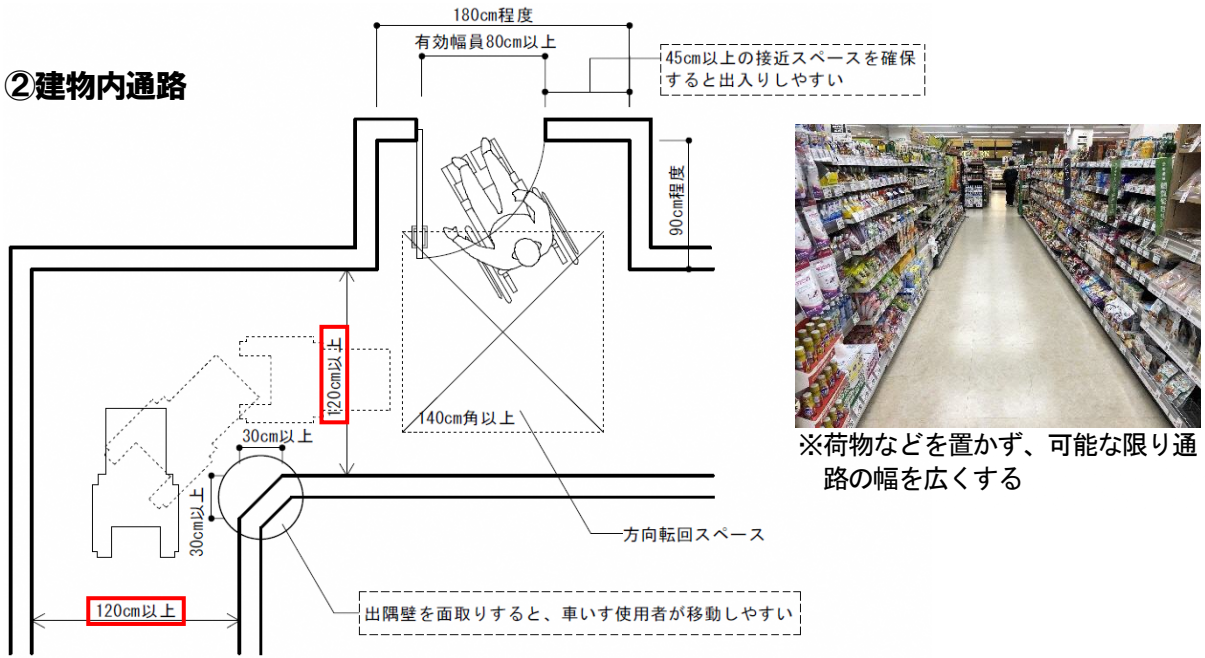 180cm程度
有効幅員80cm以上
45cm以上の接近スペースを確保
すると出入りしやすい
②建物内通路
90cm程度
120cm以上
140cm角以上
30cm以上
30cm以上
方向転回スペース
120cm以上
出隅壁を面取りすると、車いす使用者が移動しやすい
※荷物などを置かず、可能な限り通
路の幅を広くする